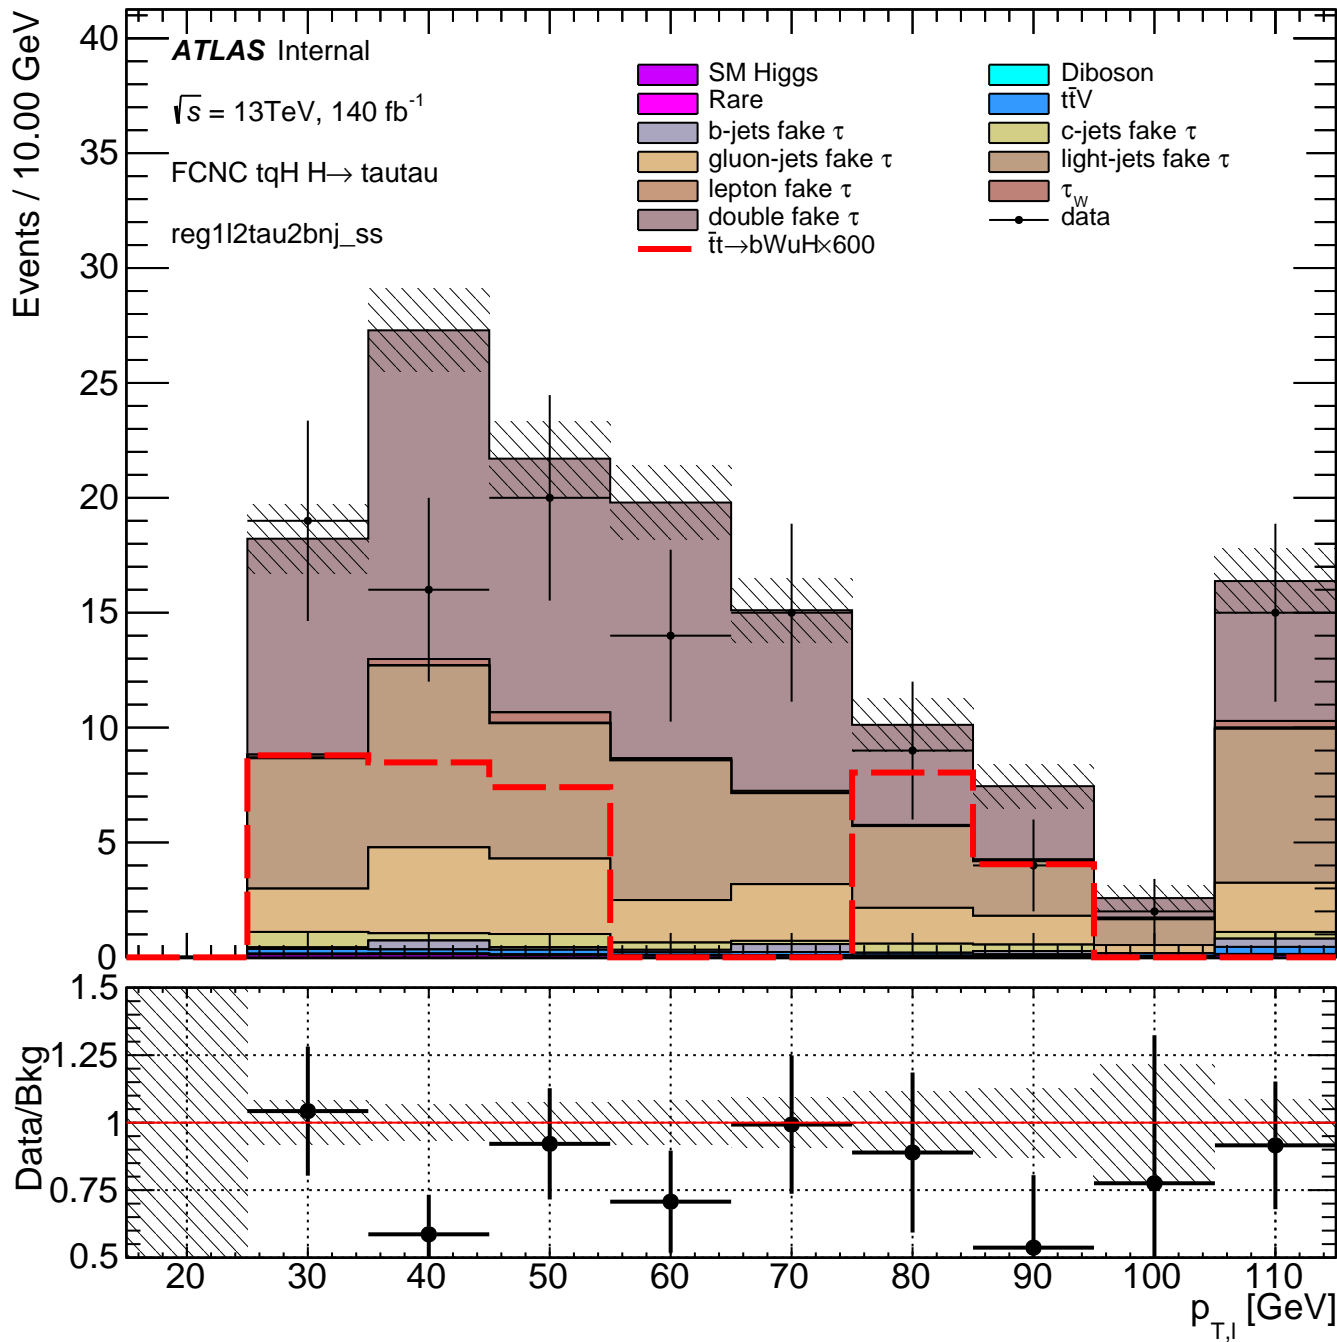 Events / 10.00 GeV
40
35
30
25
20
15
10
5
0
ATLAS Internal
√s = 13TeV, 140 fb⁻¹
FCNC tqH H→ tautau
reg1l2tau2bnj_ss
SM Higgs
Rare
b-jets fake τ
gluon-jets fake τ
lepton fake τ
double fake τ
t̄t→bWuH×600
Diboson
tt̄V
c-jets fake τ
light-jets fake τ
τ_W
data
Data/Bkg
1.5
1.25
1
0.75
0.5
20 30 40 50 60 70 80 90 100 110
p_T,l [GeV]